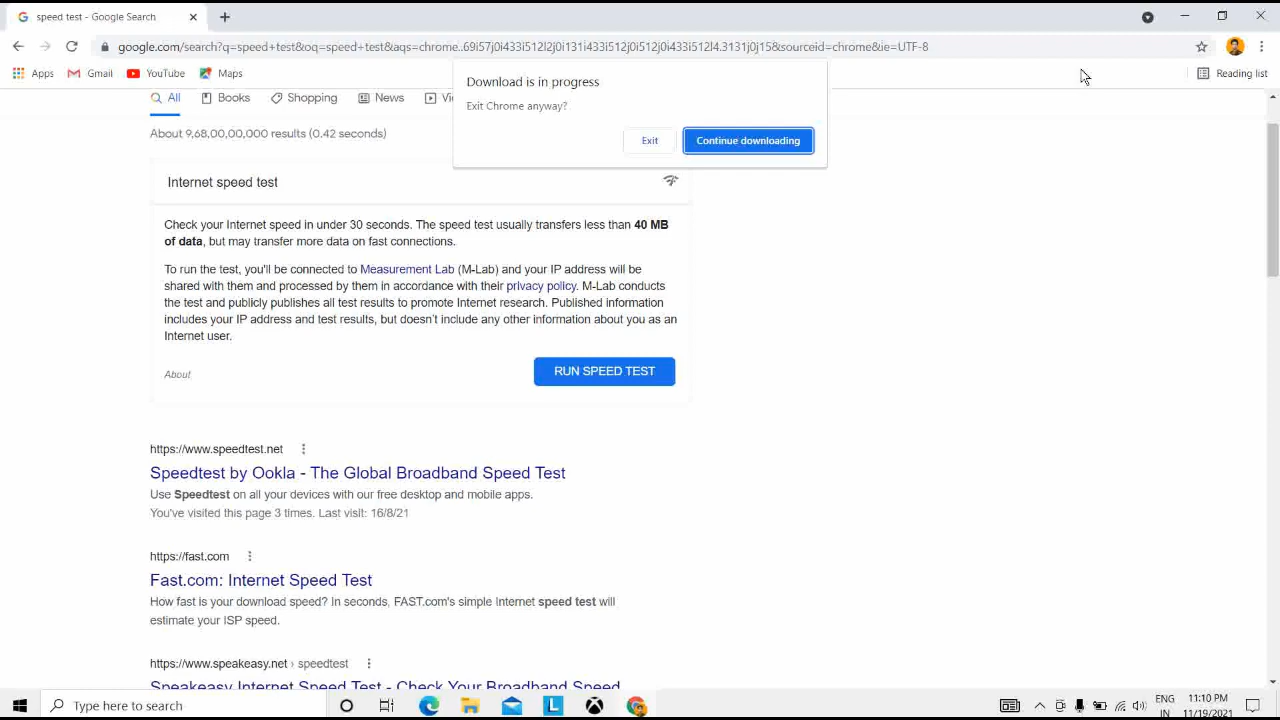 speed test - Google Search
google.com/search?q=speed+test&oq=speed+test&aqs=chrome..69i57j0i433i512l2j0i131i433i512j0i512j0i433i512l4.3131j0j15&sourceid=chrome&ie=UTF-8
Apps Gmail YouTube Maps Reading list
Download is in progress
Exit Chrome anyway?
Exit Continue downloading
All Books Shopping News Vi
About 9,68,00,00,000 results (0.42 seconds)
Internet speed test
Check your Internet speed in under 30 seconds. The speed test usually transfers less than 40 MB
of data, but may transfer more data on fast connections.
To run the test, you'll be connected to Measurement Lab (M-Lab) and your IP address will be
shared with them and processed by them in accordance with their privacy policy. M-Lab conducts
the test and publicly publishes all test results to promote Internet research. Published information
includes your IP address and test results, but doesn't include any other information about you as an
Internet user.
About RUN SPEED TEST
https://www.speedtest.net
Speedtest by Ookla - The Global Broadband Speed Test
Use Speedtest on all your devices with our free desktop and mobile apps.
You've visited this page 3 times. Last visit: 16/8/21
https://fast.com
Fast.com: Internet Speed Test
How fast is your download speed? In seconds, FAST.com's simple Internet speed test will
estimate your ISP speed.
https://www.speakeasy.net › speedtest
Speakeasy Internet Speed Test - Check Your Broadband Speed
Type here to search
ENG 11:10 PM
IN 11/19/2021